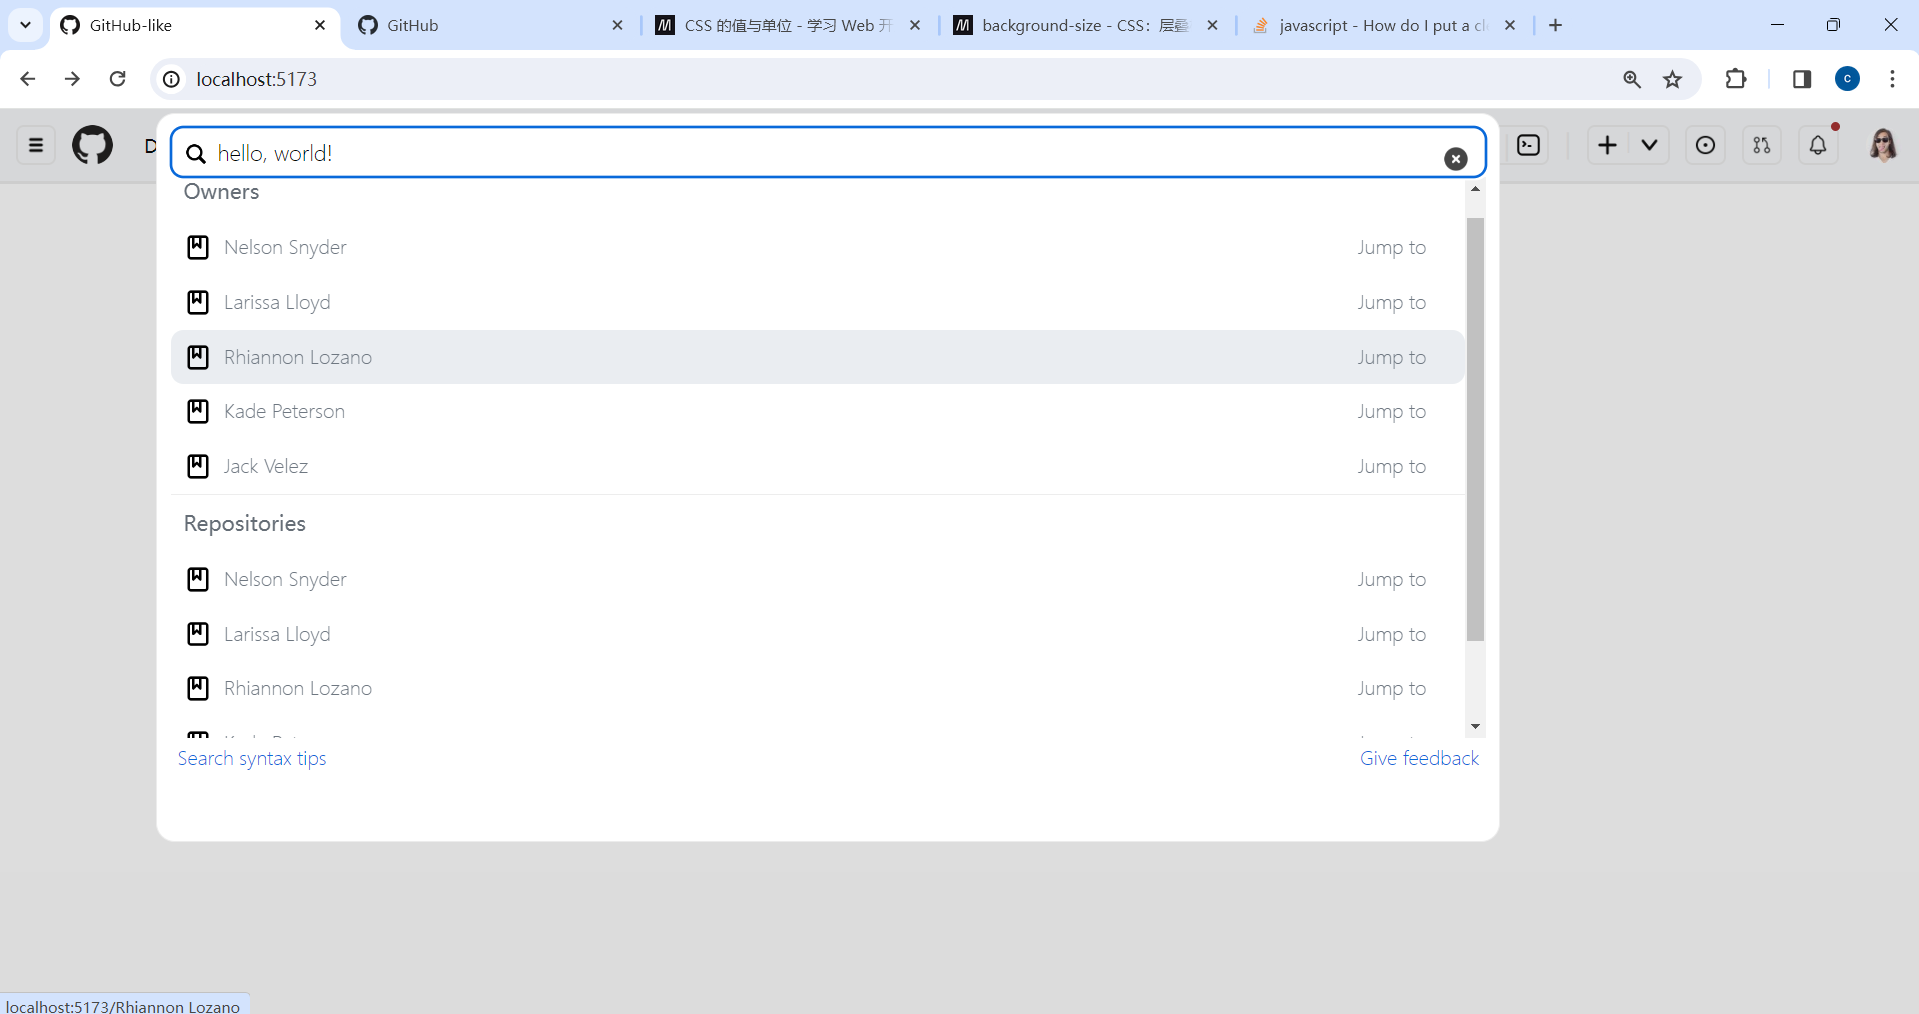 GitHub-like
GitHub
CSS 的值与单位 - 学习 Web 开
background-size - CSS：层叠
javascript - How do I put a cl
localhost:5173
D
hello, world!
Owners
Nelson Snyder Jump to
Larissa Lloyd Jump to
Rhiannon Lozano Jump to
Kade Peterson Jump to
Jack Velez Jump to
Repositories
Nelson Snyder Jump to
Larissa Lloyd Jump to
Rhiannon Lozano Jump to
Search syntax tips Give feedback
localhost:5173/Rhiannon Lozano